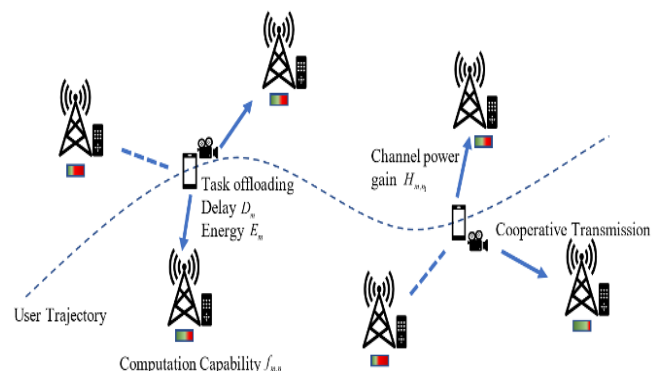 Channel power
gain H_{m,n}
Task offloading
Delay D_m
Energy E_m
Cooperative Transmission
User Trajectory
Computation Capability f_{m,n}